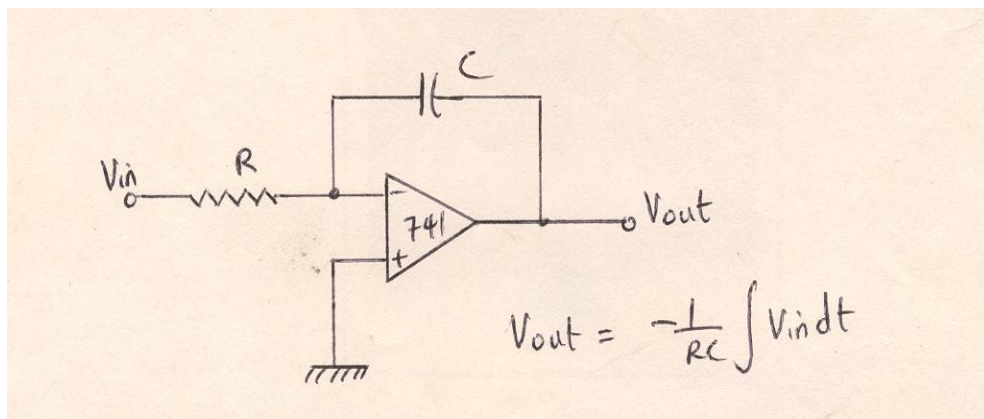 C
R
Vin
741
-
+
Vout
Vout = -1/RC ∫ Vin dt